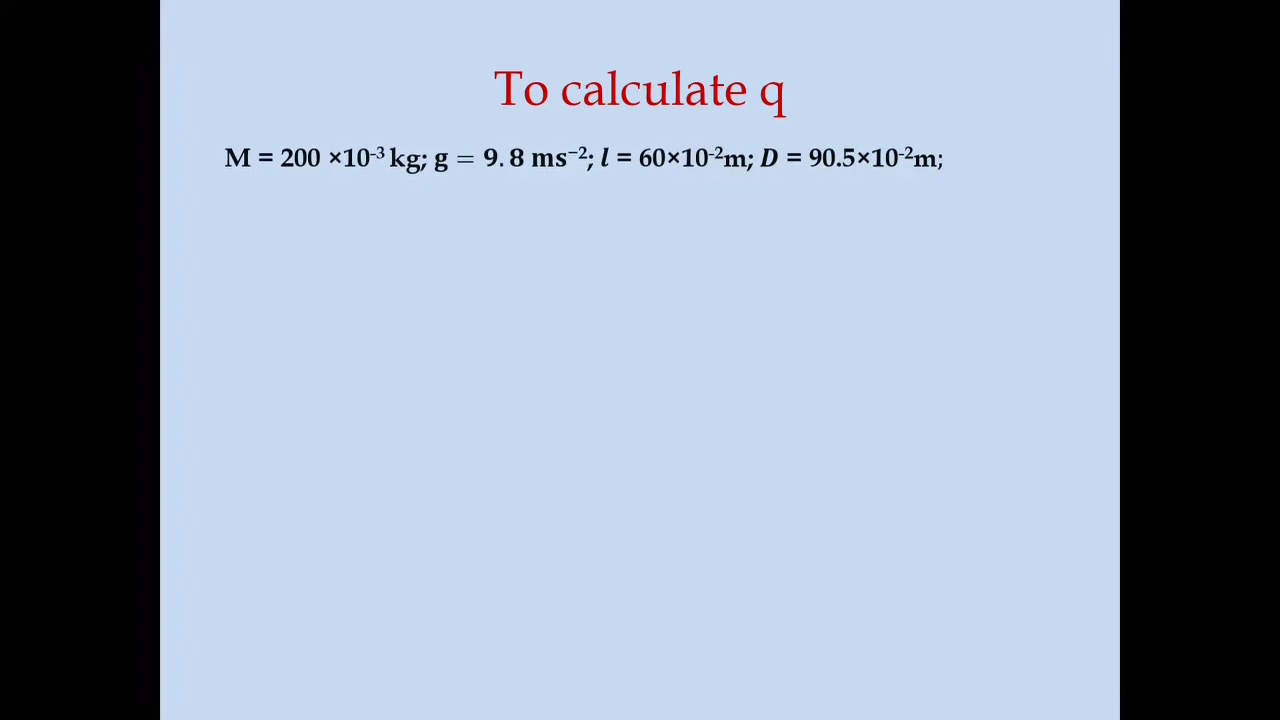 To calculate q
M = 200 ×10⁻³ kg; g = 9.8 ms⁻²; l = 60×10⁻²m; D = 90.5×10⁻²m;